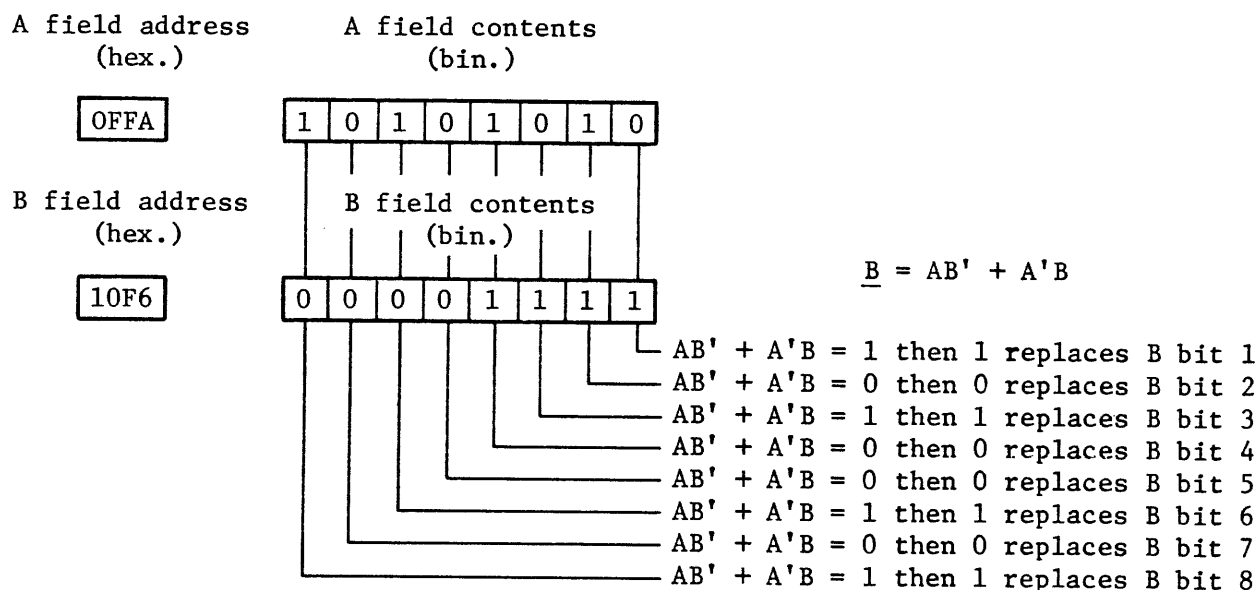 A field address
(hex.)
A field contents
(bin.)
0FFA
1 0 1 0 1 0 1 0
B field address
(hex.)
B field contents
(bin.)
B = AB' + A'B
10F6
0 0 0 0 1 1 1 1
AB' + A'B = 1 then 1 replaces B bit 1
AB' + A'B = 0 then 0 replaces B bit 2
AB' + A'B = 1 then 1 replaces B bit 3
AB' + A'B = 0 then 0 replaces B bit 4
AB' + A'B = 0 then 0 replaces B bit 5
AB' + A'B = 1 then 1 replaces B bit 6
AB' + A'B = 0 then 0 replaces B bit 7
AB' + A'B = 1 then 1 replaces B bit 8